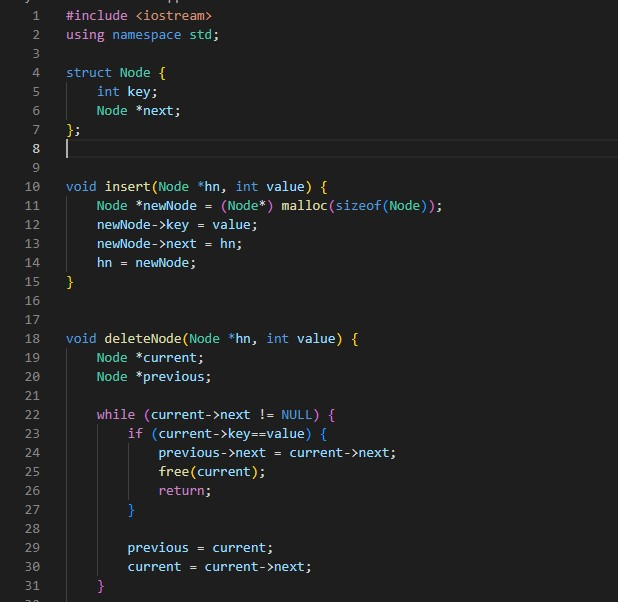 1 #include <iostream>
2 using namespace std;
3
4 struct Node {
5     int key;
6     Node *next;
7 };
8
9
10 void insert(Node *hn, int value) {
11     Node *newNode = (Node*) malloc(sizeof(Node));
12     newNode->key = value;
13     newNode->next = hn;
14     hn = newNode;
15 }
16
17
18 void deleteNode(Node *hn, int value) {
19     Node *current;
20     Node *previous;
21
22     while (current->next != NULL) {
23         if (current->key==value) {
24             previous->next = current->next;
25             free(current);
26             return;
27         }
28
29         previous = current;
30         current = current->next;
31     }